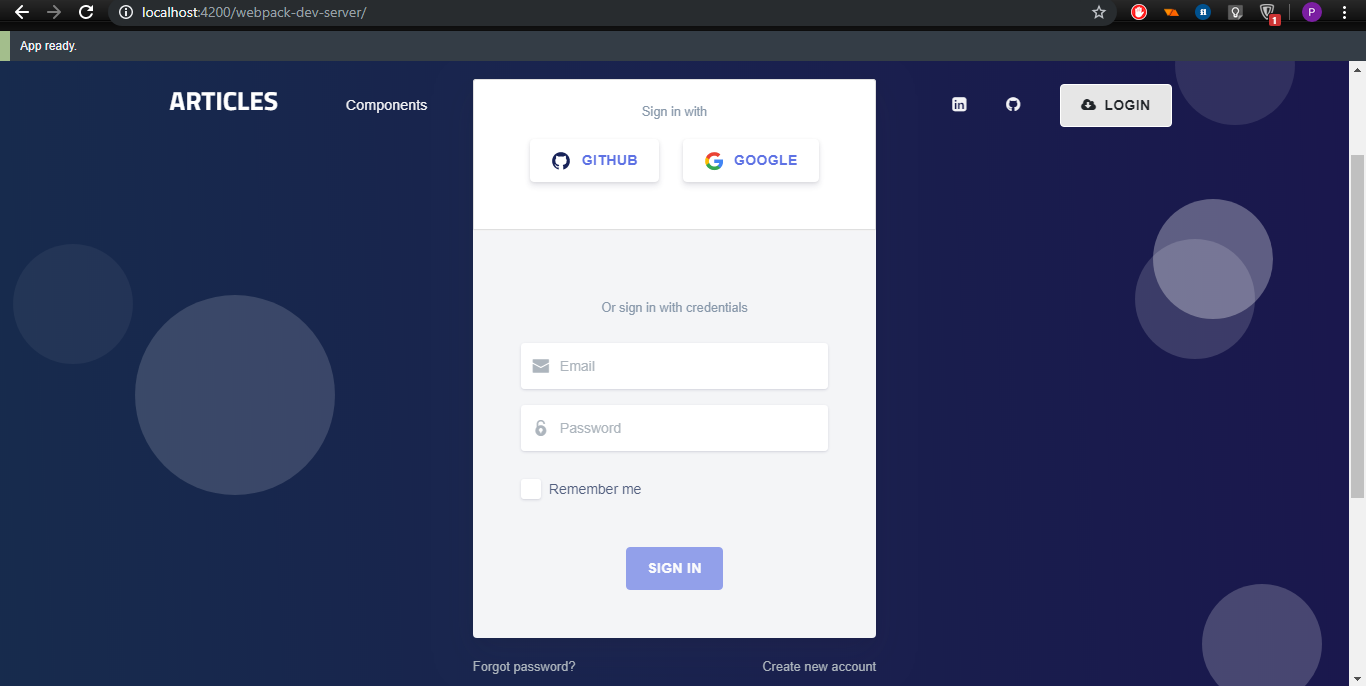 localhost:4200/webpack-dev-server/
1
P
App ready.
ARTICLES
Components
in
LOGIN
Sign in with
GITHUB
GOOGLE
Or sign in with credentials
Email
Password
Remember me
SIGN IN
Forgot password?
Create new account